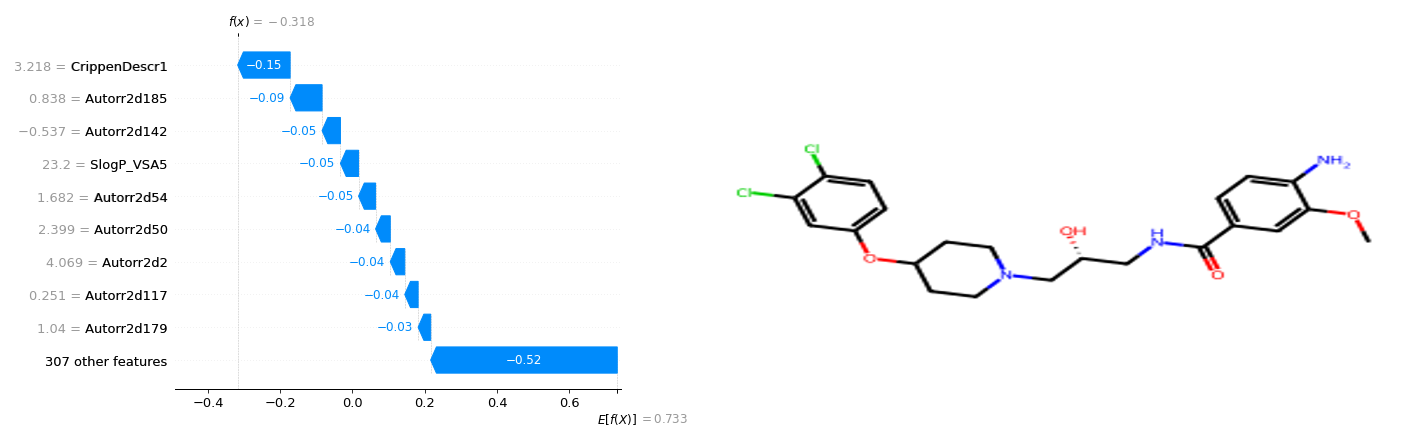 f(x) = −0.318
3.218 = CrippenDescr1
−0.15
0.838 = Autorr2d185
−0.09
−0.537 = Autorr2d142
−0.05
23.2 = SlogP_VSA5
−0.05
1.682 = Autorr2d54
−0.05
2.399 = Autorr2d50
−0.04
4.069 = Autorr2d2
−0.04
0.251 = Autorr2d117
−0.04
1.04 = Autorr2d179
−0.03
307 other features
−0.52
−0.4 −0.2 0.0 0.2 0.4 0.6
E[f(X)] = 0.733
Cl
Cl
O
N
OH
H
N
O
NH2
O